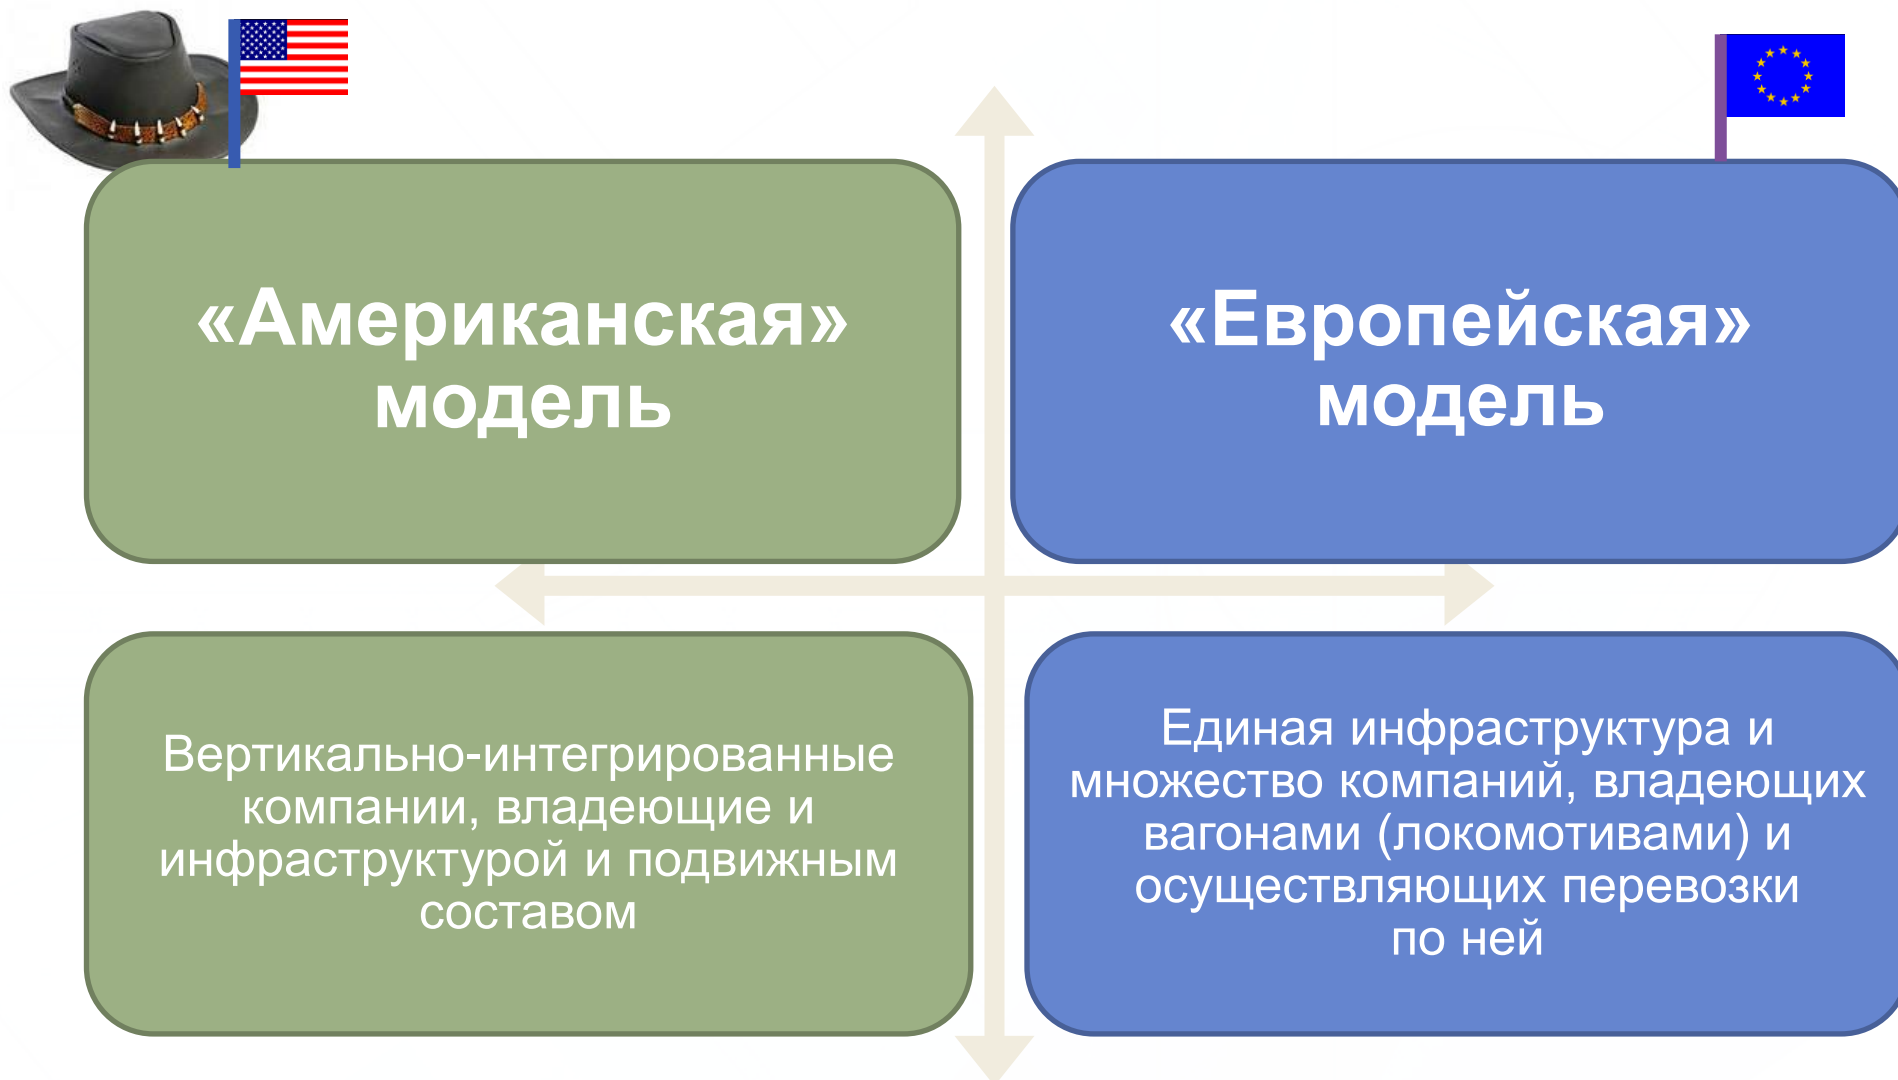 «Американская»
модель
«Европейская»
модель
Вертикально-интегрированные
компании, владеющие и
инфраструктурой и подвижным
составом
Единая инфраструктура и
множество компаний, владеющих
вагонами (локомотивами) и
осуществляющих перевозки
по ней